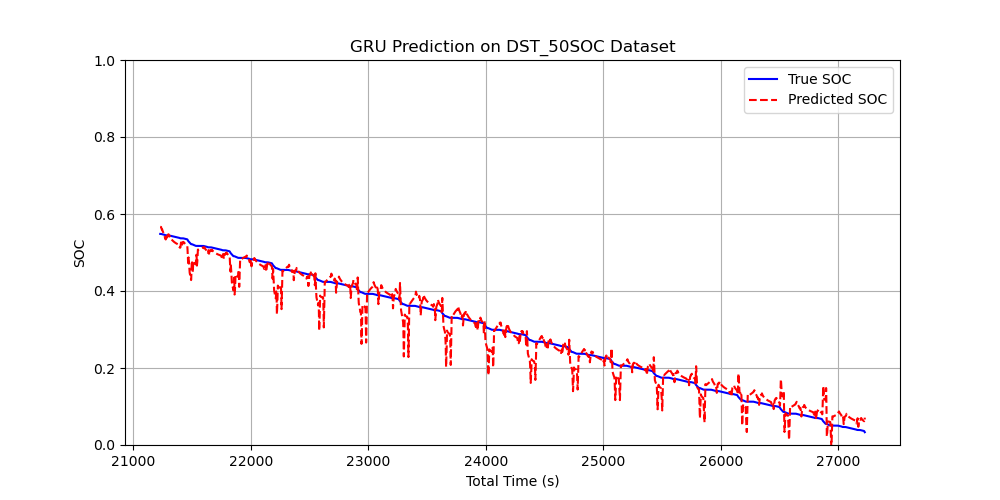 GRU Prediction on DST_50SOC Dataset
True SOC
Predicted SOC
1.0
0.8
0.6
0.4
0.2
0.0
SOC
21000 22000 23000 24000 25000 26000 27000
Total Time (s)